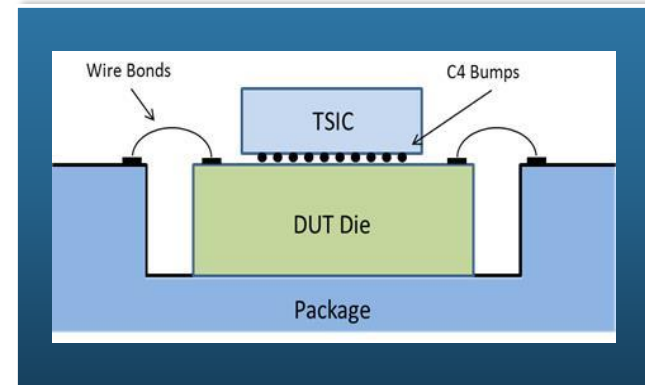 Wire Bonds
C4 Bumps
TSIC
DUT Die
Package